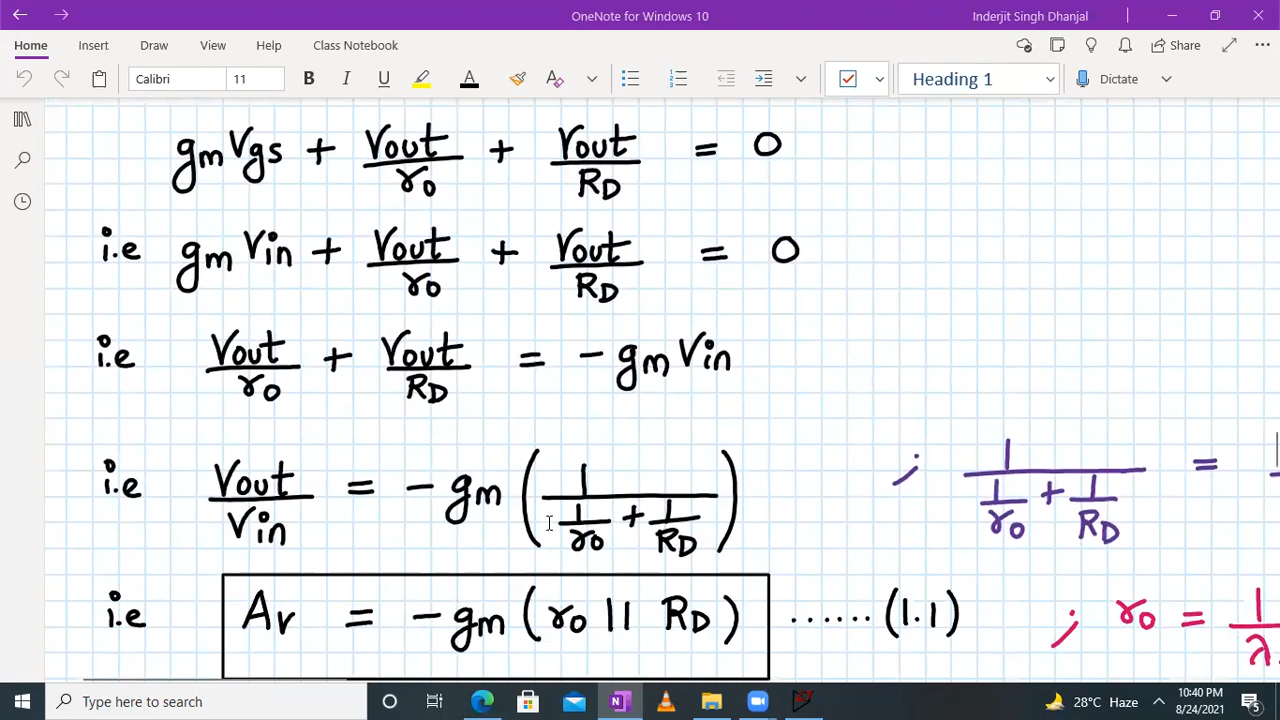 OneNote for Windows 10
Inderjit Singh Dhanjal
Home Insert Draw View Help Class Notebook Share
Calibri 11 B I U A A Heading 1 Dictate
gmVgs + Vout/ro + Vout/RD = 0
i.e gmVin + Vout/ro + Vout/RD = 0
i.e Vout/ro + Vout/RD = -gmVin
i.e Vout/Vin = -gm(1/(1/ro + 1/RD)) ; 1/(1/ro + 1/RD) =
i.e Av = -gm(ro || RD) ......(1.1) ; ro = 1/λ
Type here to search
28°C Haze
10:40 PM
8/24/2021
5